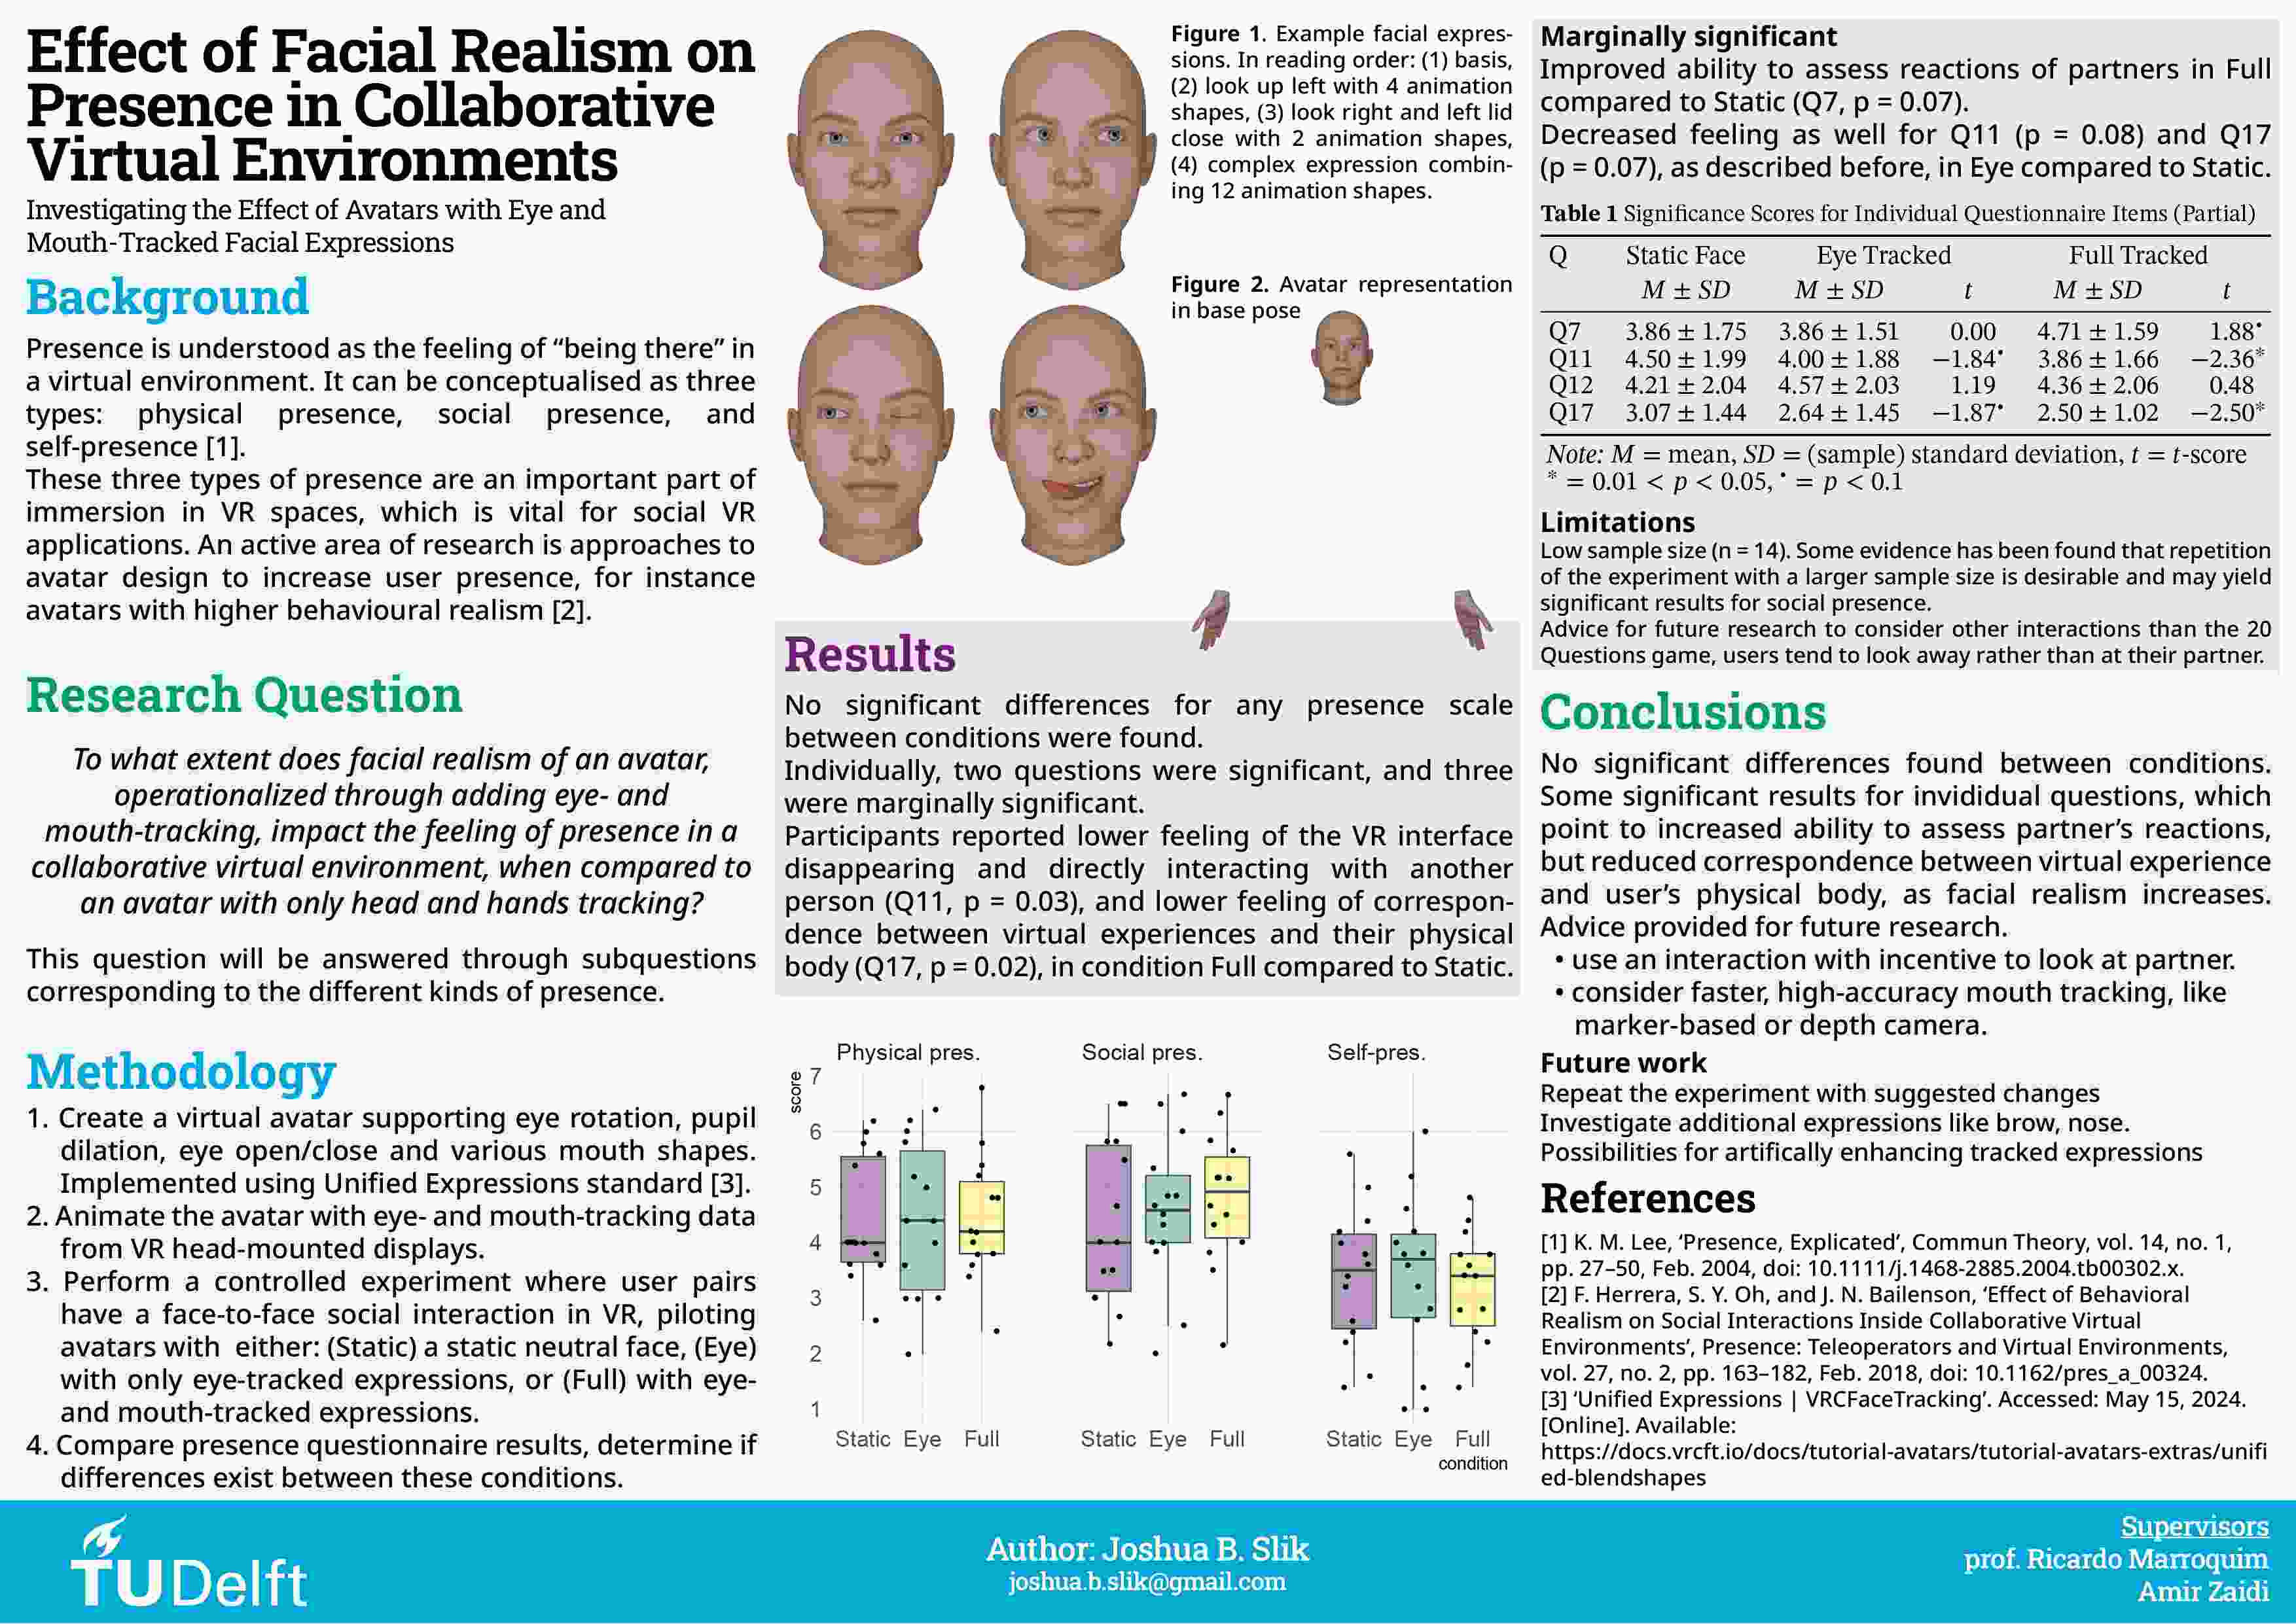 Effect of Facial Realism on
Presence in Collaborative
Virtual Environments
Investigating the Effect of Avatars with Eye and
Mouth-Tracked Facial Expressions
Background
Presence is understood as the feeling of “being there” in
a virtual environment. It can be conceptualised as three
types: physical presence, social presence, and
self-presence [1].
These three types of presence are an important part of
immersion in VR spaces, which is vital for social VR
applications. An active area of research is approaches to
avatar design to increase user presence, for instance
avatars with higher behavioural realism [2].
Research Question
To what extent does facial realism of an avatar,
operationalized through adding eye- and
mouth-tracking, impact the feeling of presence in a
collaborative virtual environment, when compared to
an avatar with only head and hands tracking?
This question will be answered through subquestions
corresponding to the different kinds of presence.
Methodology
1. Create a virtual avatar supporting eye rotation, pupil
dilation, eye open/close and various mouth shapes.
Implemented using Unified Expressions standard [3].
2. Animate the avatar with eye- and mouth-tracking data
from VR head-mounted displays.
3. Perform a controlled experiment where user pairs
have a face-to-face social interaction in VR, piloting
avatars with either: (Static) a static neutral face, (Eye)
with only eye-tracked expressions, or (Full) with eye-
and mouth-tracked expressions.
4. Compare presence questionnaire results, determine if
differences exist between these conditions.
Figure 1. Example facial expres-
sions. In reading order: (1) basis,
(2) look up left with 4 animation
shapes, (3) look right and left lid
close with 2 animation shapes,
(4) complex expression combin-
ing 12 animation shapes.
Figure 2. Avatar representation
in base pose
Results
No significant differences for any presence scale
between conditions were found.
Individually, two questions were significant, and three
were marginally significant.
Participants reported lower feeling of the VR interface
disappearing and directly interacting with another
person (Q11, p = 0.03), and lower feeling of correspon-
dence between virtual experiences and their physical
body (Q17, p = 0.02), in condition Full compared to Static.
Physical pres. Social pres. Self-pres.
score
7
6
5
4
3
2
1
Static Eye Full Static Eye Full Static Eye Full
condition
Marginally significant
Improved ability to assess reactions of partners in Full
compared to Static (Q7, p = 0.07).
Decreased feeling as well for Q11 (p = 0.08) and Q17
(p = 0.07), as described before, in Eye compared to Static.
Table 1 Significance Scores for Individual Questionnaire Items (Partial)
Q Static Face Eye Tracked Full Tracked
M ± SD M ± SD t M ± SD t
Q7 3.86 ± 1.75 3.86 ± 1.51 0.00 4.71 ± 1.59 1.88•
Q11 4.50 ± 1.99 4.00 ± 1.88 −1.84• 3.86 ± 1.66 −2.36*
Q12 4.21 ± 2.04 4.57 ± 2.03 1.19 4.36 ± 2.06 0.48
Q17 3.07 ± 1.44 2.64 ± 1.45 −1.87• 2.50 ± 1.02 −2.50*
Note: M = mean, SD = (sample) standard deviation, t = t-score
* = 0.01 < p < 0.05, • = p < 0.1
Limitations
Low sample size (n = 14). Some evidence has been found that repetition
of the experiment with a larger sample size is desirable and may yield
significant results for social presence.
Advice for future research to consider other interactions than the 20
Questions game, users tend to look away rather than at their partner.
Conclusions
No significant differences found between conditions.
Some significant results for invididual questions, which
point to increased ability to assess partner’s reactions,
but reduced correspondence between virtual experience
and user’s physical body, as facial realism increases.
Advice provided for future research.
• use an interaction with incentive to look at partner.
• consider faster, high-accuracy mouth tracking, like
marker-based or depth camera.
Future work
Repeat the experiment with suggested changes
Investigate additional expressions like brow, nose.
Possibilities for artifically enhancing tracked expressions
References
[1] K. M. Lee, ‘Presence, Explicated’, Commun Theory, vol. 14, no. 1,
pp. 27–50, Feb. 2004, doi: 10.1111/j.1468-2885.2004.tb00302.x.
[2] F. Herrera, S. Y. Oh, and J. N. Bailenson, ‘Effect of Behavioral
Realism on Social Interactions Inside Collaborative Virtual
Environments’, Presence: Teleoperators and Virtual Environments,
vol. 27, no. 2, pp. 163–182, Feb. 2018, doi: 10.1162/pres_a_00324.
[3] ‘Unified Expressions | VRCFaceTracking’. Accessed: May 15, 2024.
[Online]. Available:
https://docs.vrcft.io/docs/tutorial-avatars/tutorial-avatars-extras/unifi
ed-blendshapes
TUDelft
Author: Joshua B. Slik
joshua.b.slik@gmail.com
Supervisors
prof. Ricardo Marroquim
Amir Zaidi